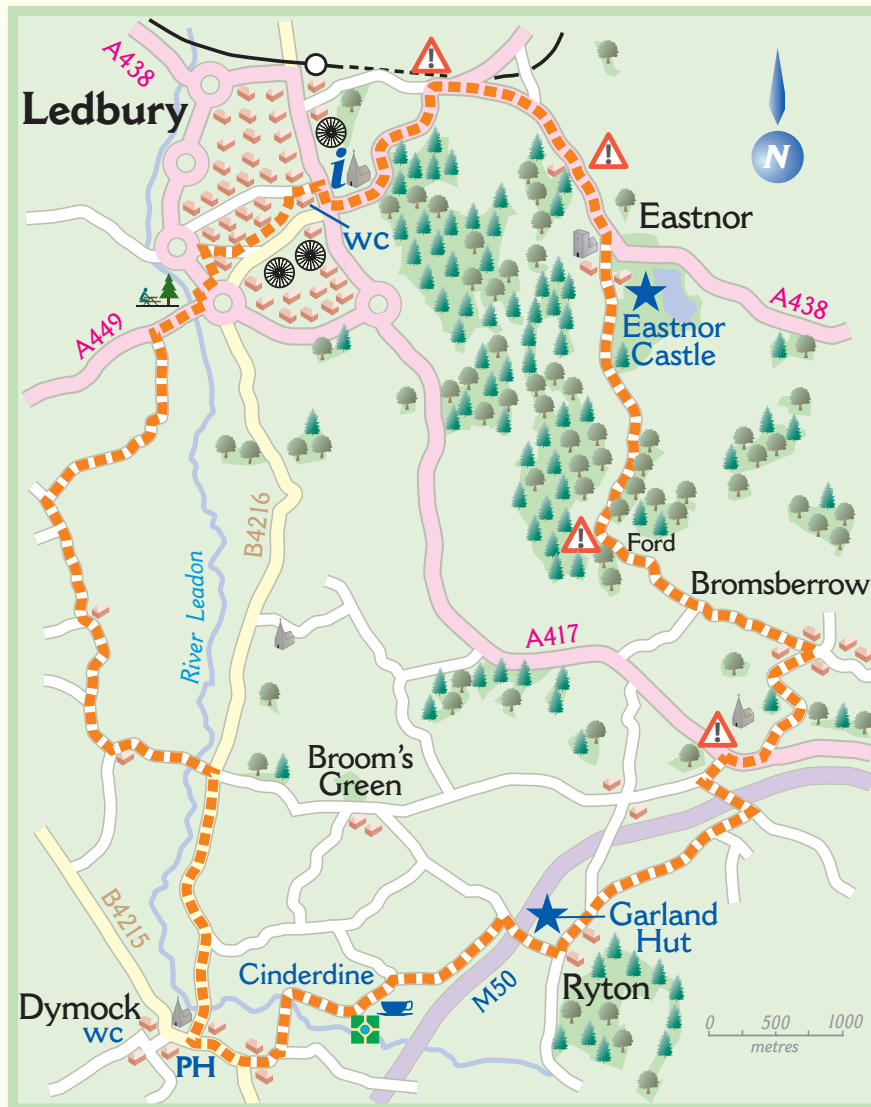 A438
Ledbury
i
WC
N
Eastnor
A438
Eastnor
Castle
A449
B4216
River Leadon
Ford
Bromsberrow
A417
Broom's
Green
B4215
Garland
Hut
Cinderdine
M50
Ryton
Dymock
WC
PH
0 500 1000
metres